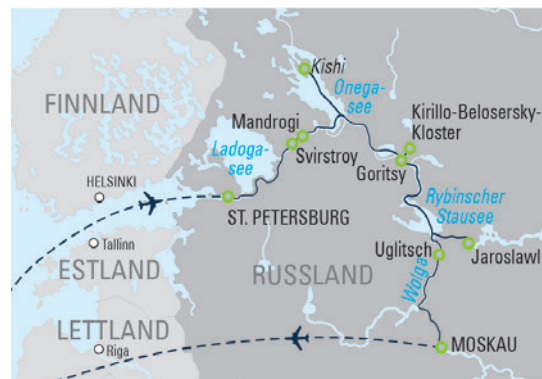 Kishi
Onega-
see
FINNLAND
Mandrogi
Kirillo-Belosersky-
Kloster
Ladoga-
see
Svirstroy
Goritsy
HELSINKI
Rybinscher
Stausee
ST. PETERSBURG
Tallinn
Uglitsch
Jaroslawl
ESTLAND
RUSSLAND
Wolga
LETTLAND
Riga
MOSKAU